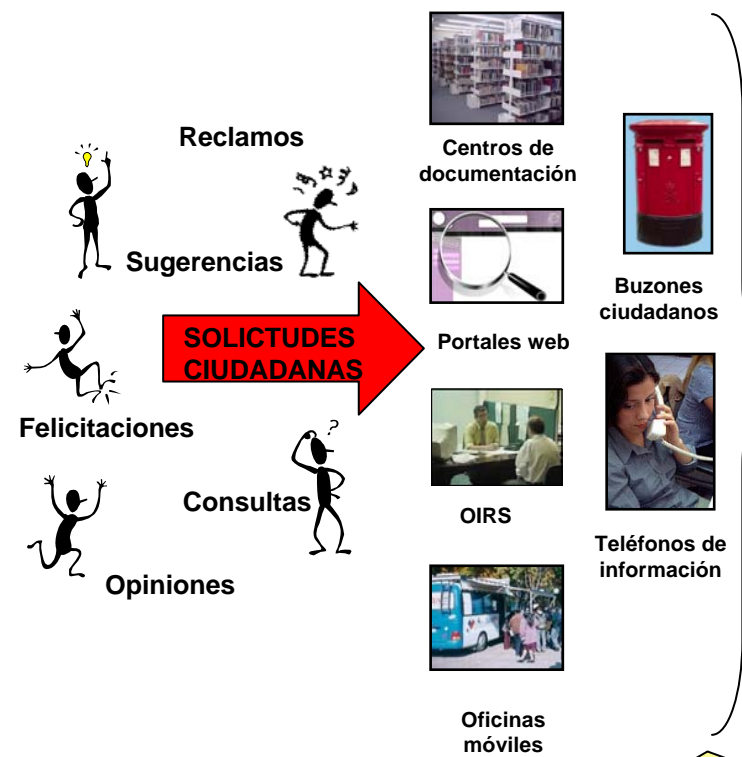 Reclamos
Sugerencias
SOLICTUDES
CIUDADANAS
Felicitaciones
?
Consultas
Opiniones
Centros de
documentación
Portales web
OIRS
Oficinas
móviles
Buzones
ciudadanos
Teléfonos de
información